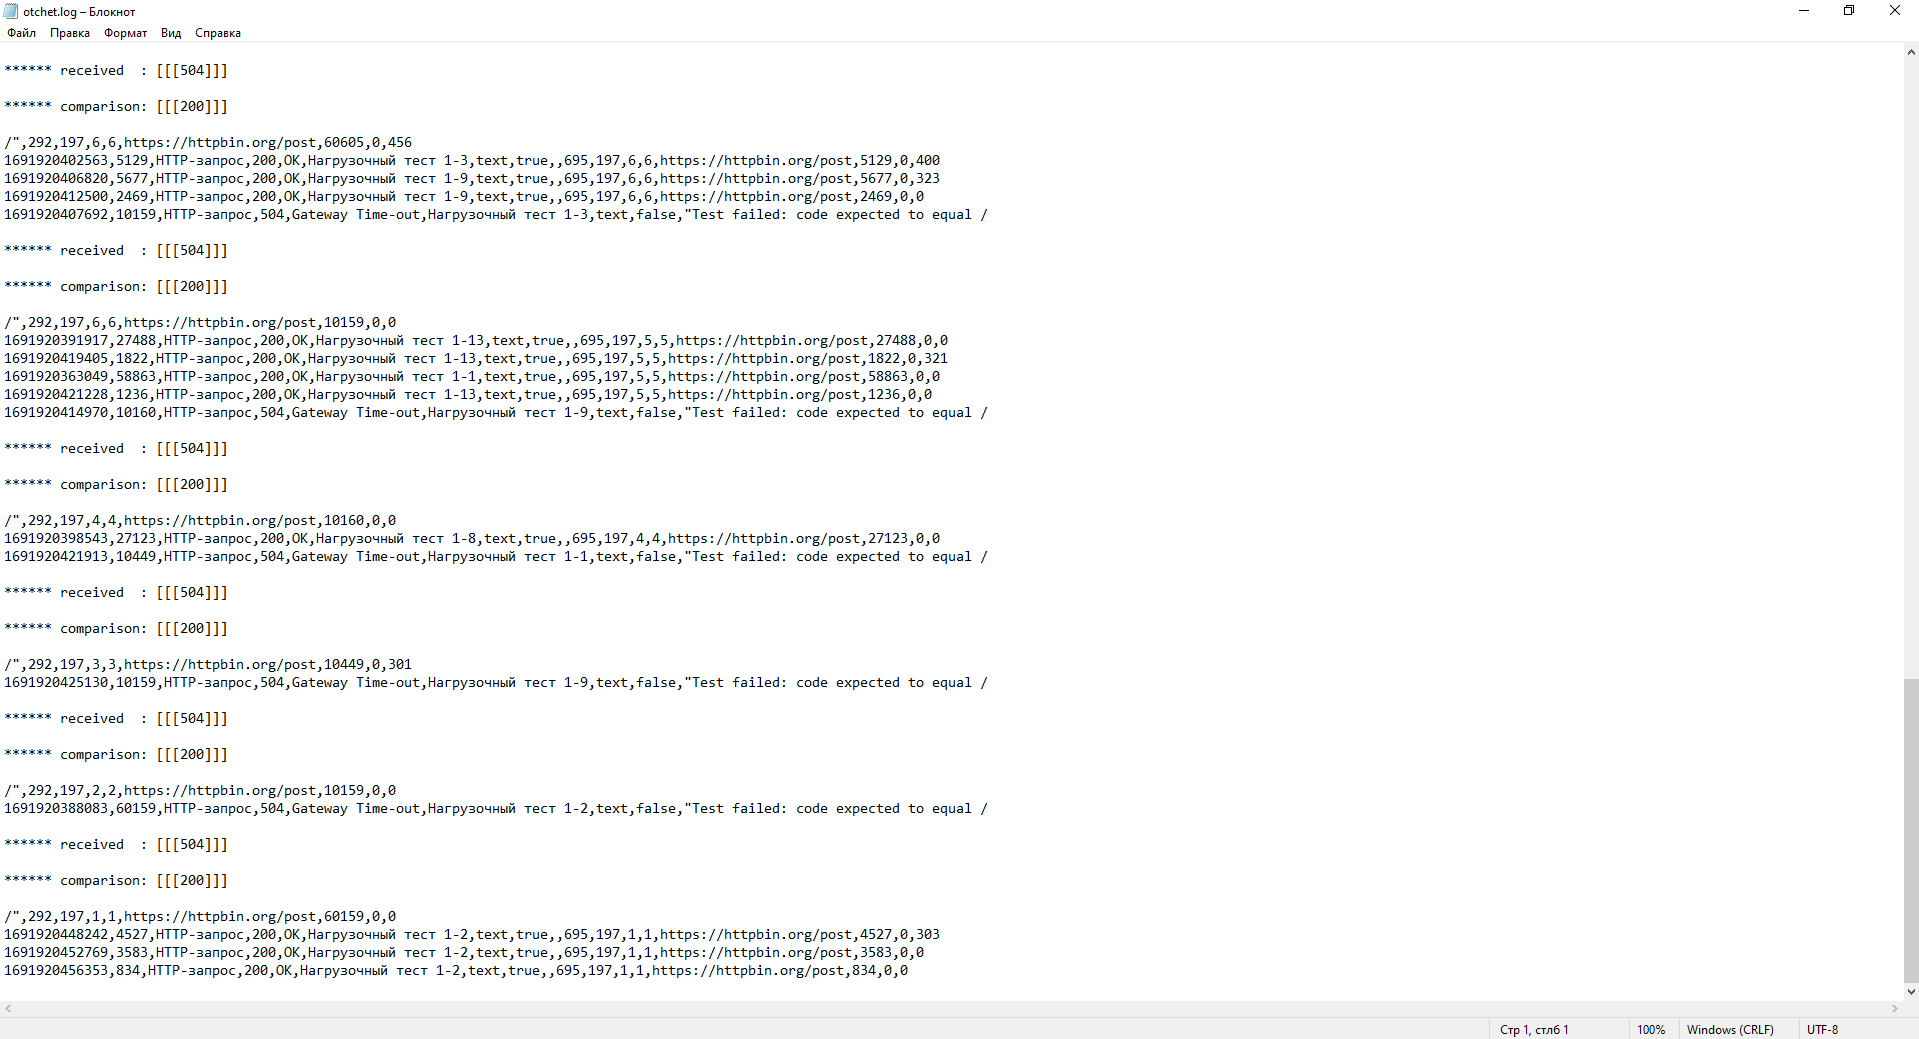 otchet.log – Блокнот
Файл Правка Формат Вид Справка
****** received  : [[[504]]]
****** comparison: [[[200]]]
/",292,197,6,6,https://httpbin.org/post,60605,0,456
1691920402563,5129,HTTP-запрос,200,OK,Нагрузочный тест 1-3,text,true,,695,197,6,6,https://httpbin.org/post,5129,0,400
1691920406820,5677,HTTP-запрос,200,OK,Нагрузочный тест 1-9,text,true,,695,197,6,6,https://httpbin.org/post,5677,0,323
1691920412500,2469,HTTP-запрос,200,OK,Нагрузочный тест 1-9,text,true,,695,197,6,6,https://httpbin.org/post,2469,0,0
1691920407692,10159,HTTP-запрос,504,Gateway Time-out,Нагрузочный тест 1-3,text,false,"Test failed: code expected to equal /
****** received  : [[[504]]]
****** comparison: [[[200]]]
/",292,197,6,6,https://httpbin.org/post,10159,0,0
1691920391917,27488,HTTP-запрос,200,OK,Нагрузочный тест 1-13,text,true,,695,197,5,5,https://httpbin.org/post,27488,0,0
1691920419405,1822,HTTP-запрос,200,OK,Нагрузочный тест 1-13,text,true,,695,197,5,5,https://httpbin.org/post,1822,0,321
1691920363049,58863,HTTP-запрос,200,OK,Нагрузочный тест 1-1,text,true,,695,197,5,5,https://httpbin.org/post,58863,0,0
1691920421228,1236,HTTP-запрос,200,OK,Нагрузочный тест 1-13,text,true,,695,197,5,5,https://httpbin.org/post,1236,0,0
1691920414970,10160,HTTP-запрос,504,Gateway Time-out,Нагрузочный тест 1-9,text,false,"Test failed: code expected to equal /
****** received  : [[[504]]]
****** comparison: [[[200]]]
/",292,197,4,4,https://httpbin.org/post,10160,0,0
1691920398543,27123,HTTP-запрос,200,OK,Нагрузочный тест 1-8,text,true,,695,197,4,4,https://httpbin.org/post,27123,0,0
1691920421913,10449,HTTP-запрос,504,Gateway Time-out,Нагрузочный тест 1-1,text,false,"Test failed: code expected to equal /
****** received  : [[[504]]]
****** comparison: [[[200]]]
/",292,197,3,3,https://httpbin.org/post,10449,0,301
1691920425130,10159,HTTP-запрос,504,Gateway Time-out,Нагрузочный тест 1-9,text,false,"Test failed: code expected to equal /
****** received  : [[[504]]]
****** comparison: [[[200]]]
/",292,197,2,2,https://httpbin.org/post,10159,0,0
1691920388083,60159,HTTP-запрос,504,Gateway Time-out,Нагрузочный тест 1-2,text,false,"Test failed: code expected to equal /
****** received  : [[[504]]]
****** comparison: [[[200]]]
/",292,197,1,1,https://httpbin.org/post,60159,0,0
1691920448242,4527,HTTP-запрос,200,OK,Нагрузочный тест 1-2,text,true,,695,197,1,1,https://httpbin.org/post,4527,0,303
1691920452769,3583,HTTP-запрос,200,OK,Нагрузочный тест 1-2,text,true,,695,197,1,1,https://httpbin.org/post,3583,0,0
1691920456353,834,HTTP-запрос,200,OK,Нагрузочный тест 1-2,text,true,,695,197,1,1,https://httpbin.org/post,834,0,0
Стр 1, стлб 1 100% Windows (CRLF) UTF-8